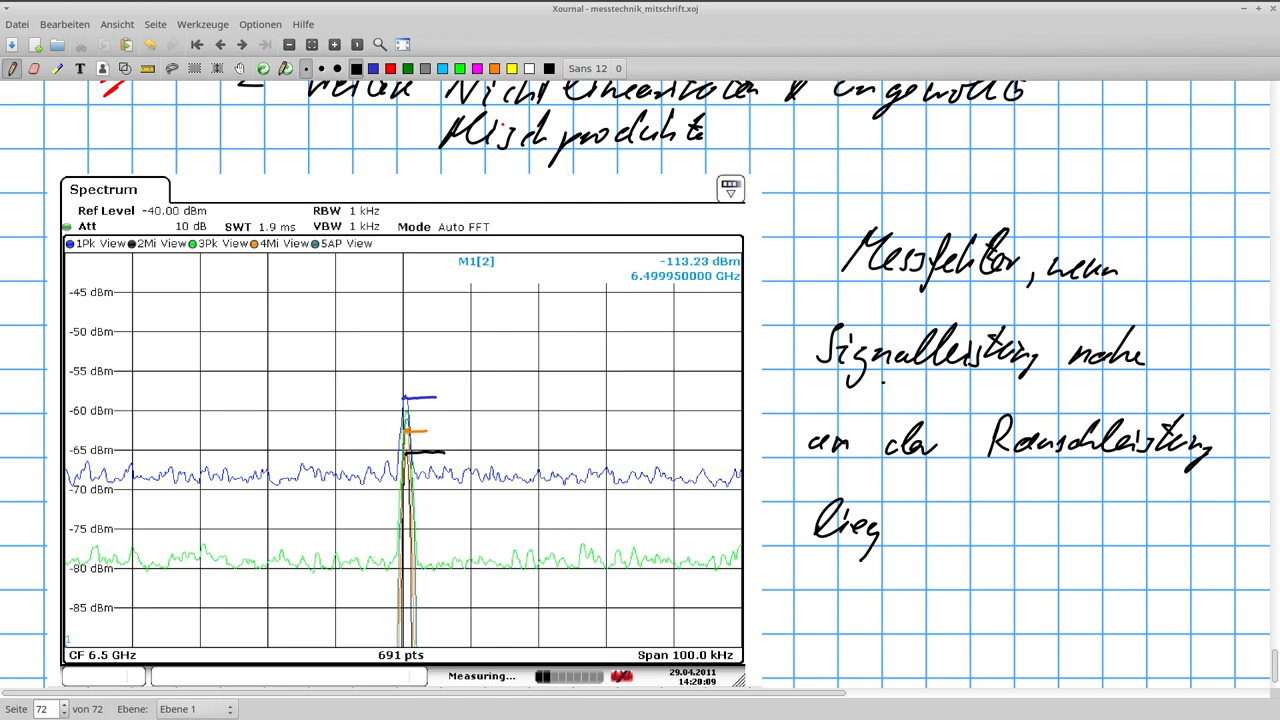 Xournal - messtechnik_mitschrift.xoj
Datei Bearbeiten Ansicht Seite Werkzeuge Optionen Hilfe
Sans 12 0
Nichtlinearitäten & ungewollte
Mischprodukte
Spectrum
Ref Level -40.00 dBm RBW 1 kHz
Att 10 dB SWT 1.9 ms VBW 1 kHz Mode Auto FFT
1Pk View 2Mi View 3Pk View 4Mi View 5AP View
M1[2] -113.23 dBm
6.499950000 GHz
-45 dBm
-50 dBm
-55 dBm
-60 dBm
-65 dBm
-70 dBm
-75 dBm
-80 dBm
-85 dBm
1
CF 6.5 GHz 691 pts Span 100.0 kHz
Measuring... 29.04.2011
14:20:09
Messfehler, wenn
Signalleistung nahe
an der Rauschleistung
lieg
Seite 72 von 72 Ebene: Ebene 1